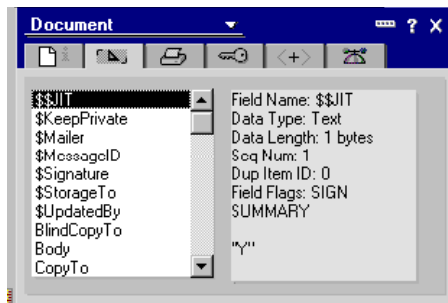 Document
? X
<+>
$$JIT
$KeepPrivate
$Mailer
$MessageID
$Signature
$StorageTo
$UpdatedBy
BlindCopyTo
Body
CopyTo
Field Name: $$JIT
Data Type: Text
Data Length: 1 bytes
Seq Num: 1
Dup Item ID: 0
Field Flags: SIGN
SUMMARY
"Y"